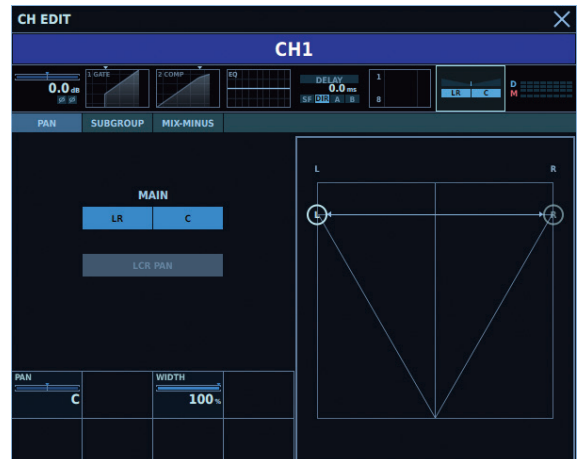 CH EDIT
CH1
0.0 dB
Ø Ø
1 GATE
2 COMP
EQ
DELAY
0.0 ms
SF DIR A B
1
8
LR C
D
M
PAN SUBGROUP MIX-MINUS
MAIN
LR C
LCR PAN
L R
L R
PAN WIDTH
C 100 %